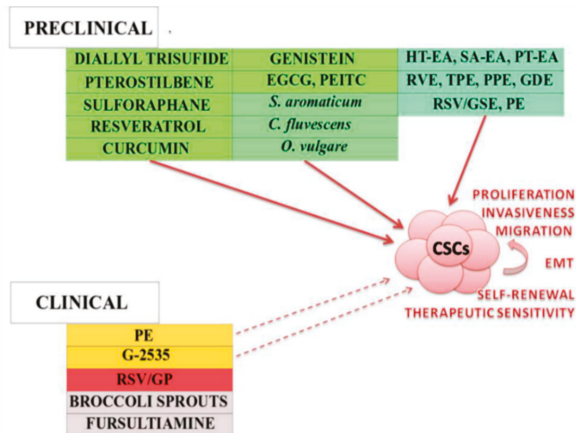 PRECLINICAL
DIALLYL TRISUFIDE
PTEROSTILBENE
SULFORAPHANE
RESVERATROL
CURCUMIN
GENISTEIN
EGCG, PEITC
S. aromaticum
C. fluvescens
O. vulgare
HT-EA, SA-EA, PT-EA
RVE, TPE, PPE, GDE
RSV/GSE, PE
PROLIFERATION
INVASIVENESS
MIGRATION
CSCs
EMT
SELF-RENEWAL
THERAPEUTIC SENSITIVITY
CLINICAL
PE
G-2535
RSV/GP
BROCCOLI SPROUTS
FURSULTIAMINE